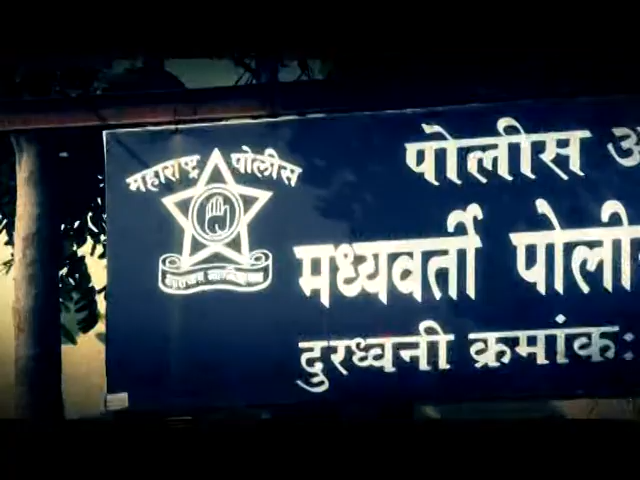 महाराष्ट्र पोलीस
पोलीस
मध्यवर्ती पोली
दुरध्वनी क्रमांक: